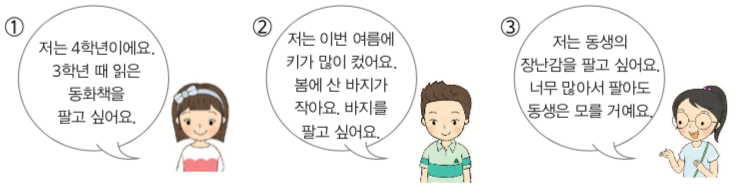 ①
저는 4학년이에요.
3학년 때 읽은
동화책을
팔고 싶어요.
②
저는 이번 여름에
키가 많이 컸어요.
봄에 산 바지가
작아요. 바지를
팔고 싶어요.
③
저는 동생의
장난감을 팔고 싶어요.
너무 많아서 팔아도
동생은 모를 거예요.